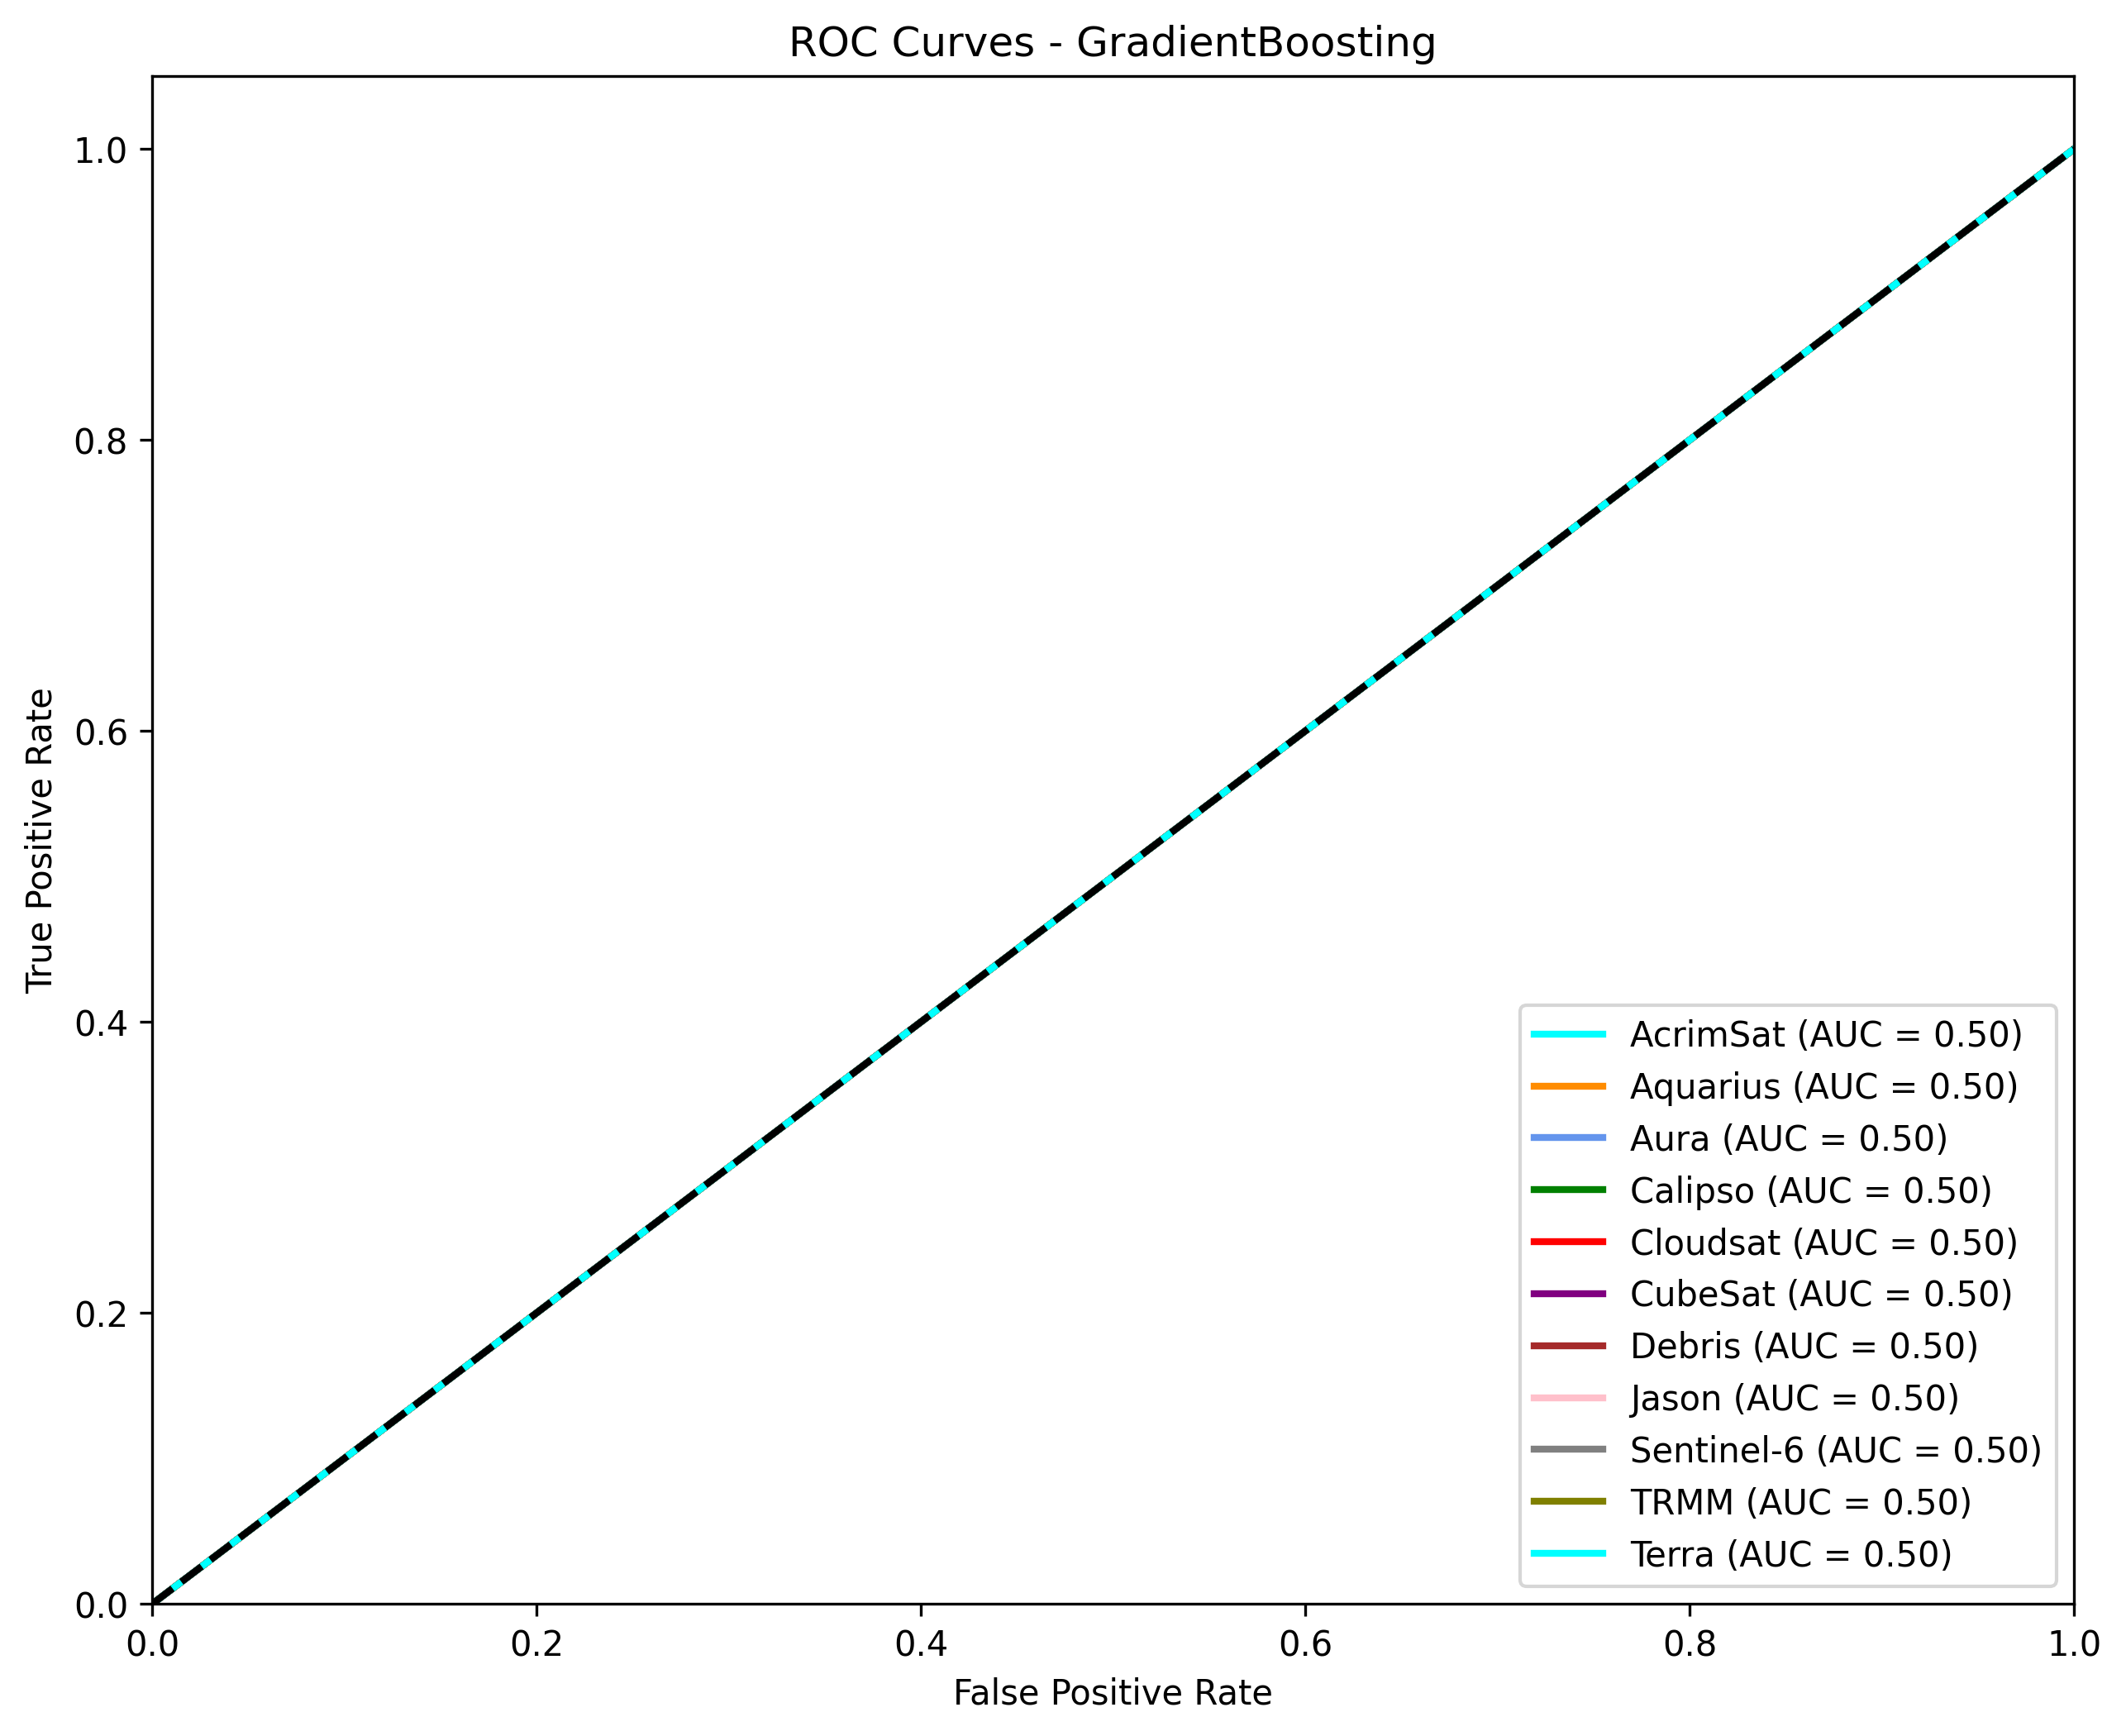 ROC Curves - GradientBoosting
1.0
0.8
0.6
0.4
0.2
0.0
True Positive Rate
AcrimSat (AUC = 0.50)
Aquarius (AUC = 0.50)
Aura (AUC = 0.50)
Calipso (AUC = 0.50)
Cloudsat (AUC = 0.50)
CubeSat (AUC = 0.50)
Debris (AUC = 0.50)
Jason (AUC = 0.50)
Sentinel-6 (AUC = 0.50)
TRMM (AUC = 0.50)
Terra (AUC = 0.50)
0.0 0.2 0.4 0.6 0.8 1.0
False Positive Rate